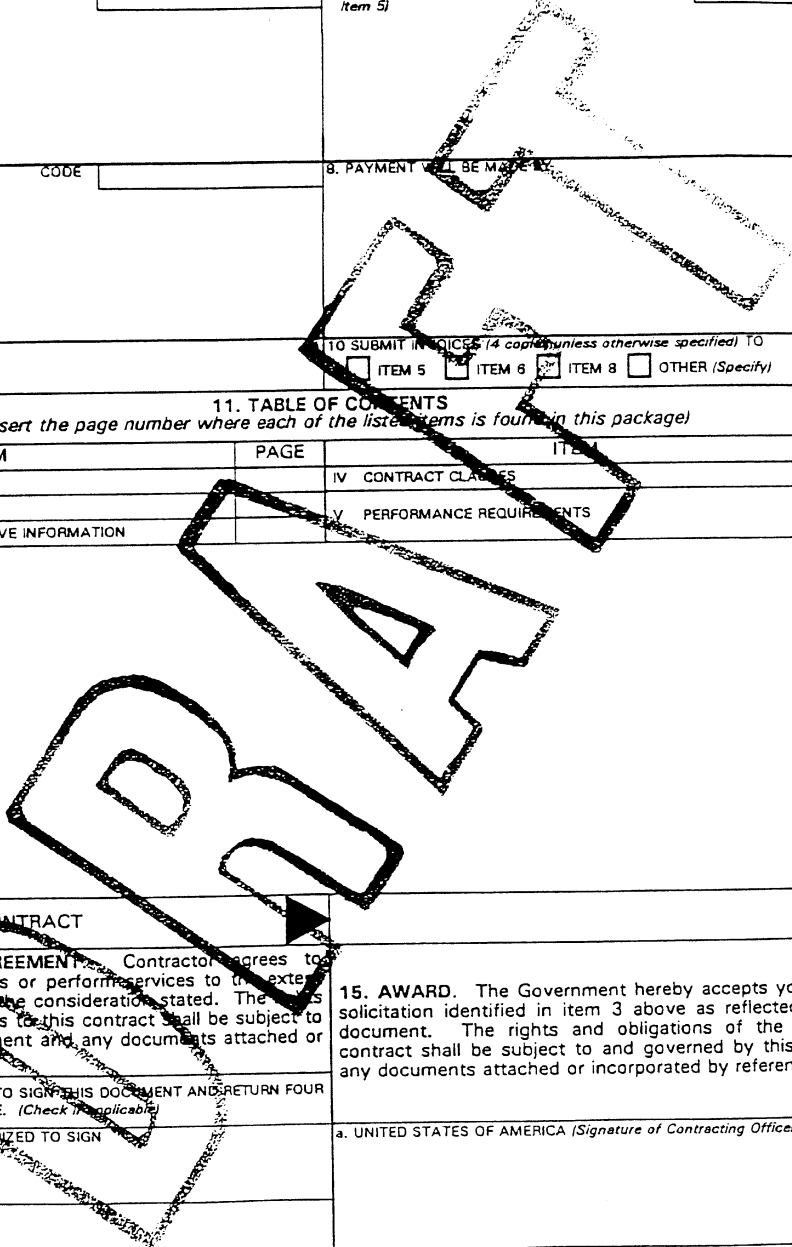 Item 5)
CODE
8. PAYMENT WILL BE MADE BY
10 SUBMIT INVOICES (4 copies unless otherwise specified) TO
ITEM 5 ITEM 6 ITEM 8 OTHER (Specify)
11. TABLE OF CONTENTS
sert the page number where each of the listed items is found in this package)
M PAGE ITEM
IV CONTRACT CLAUSES
V PERFORMANCE REQUIREMENTS
VE INFORMATION
DRAFT
NTRACT
REEMENT. Contractor agrees to
s or perform services to the extent
the consideration stated. The rights
s to this contract shall be subject to
ment and any documents attached or
TO SIGN THIS DOCUMENT AND RETURN FOUR
E. (Check if applicable)
IZED TO SIGN
15. AWARD. The Government hereby accepts yo
solicitation identified in item 3 above as reflected
document. The rights and obligations of the
contract shall be subject to and governed by this
any documents attached or incorporated by referen
a. UNITED STATES OF AMERICA (Signature of Contracting Office